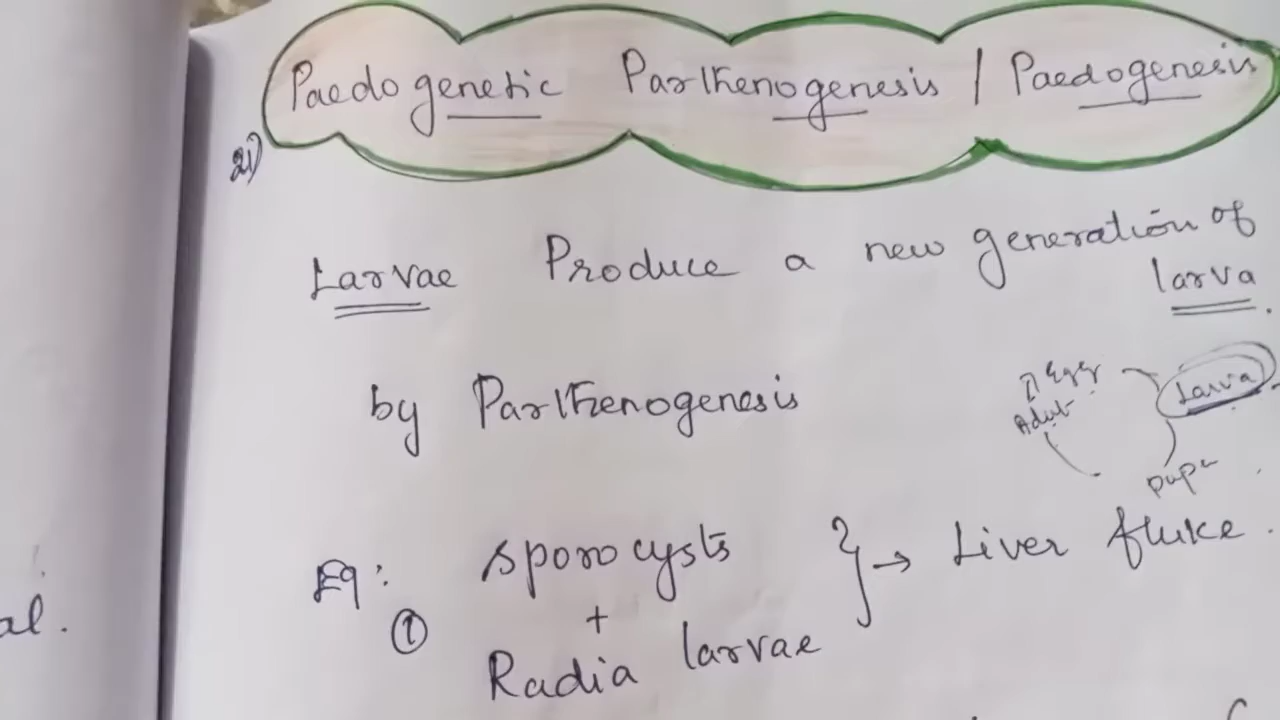 Paedogenetic Parthenogenesis / Paedogenesis
21)
Larvae Produce a new generation of
larva.
by Parthenogenesis
Egg
Larva
Adult
pupa
Eg:
① sporocysts
+
Radia larvae
} → Liver fluke.
al.